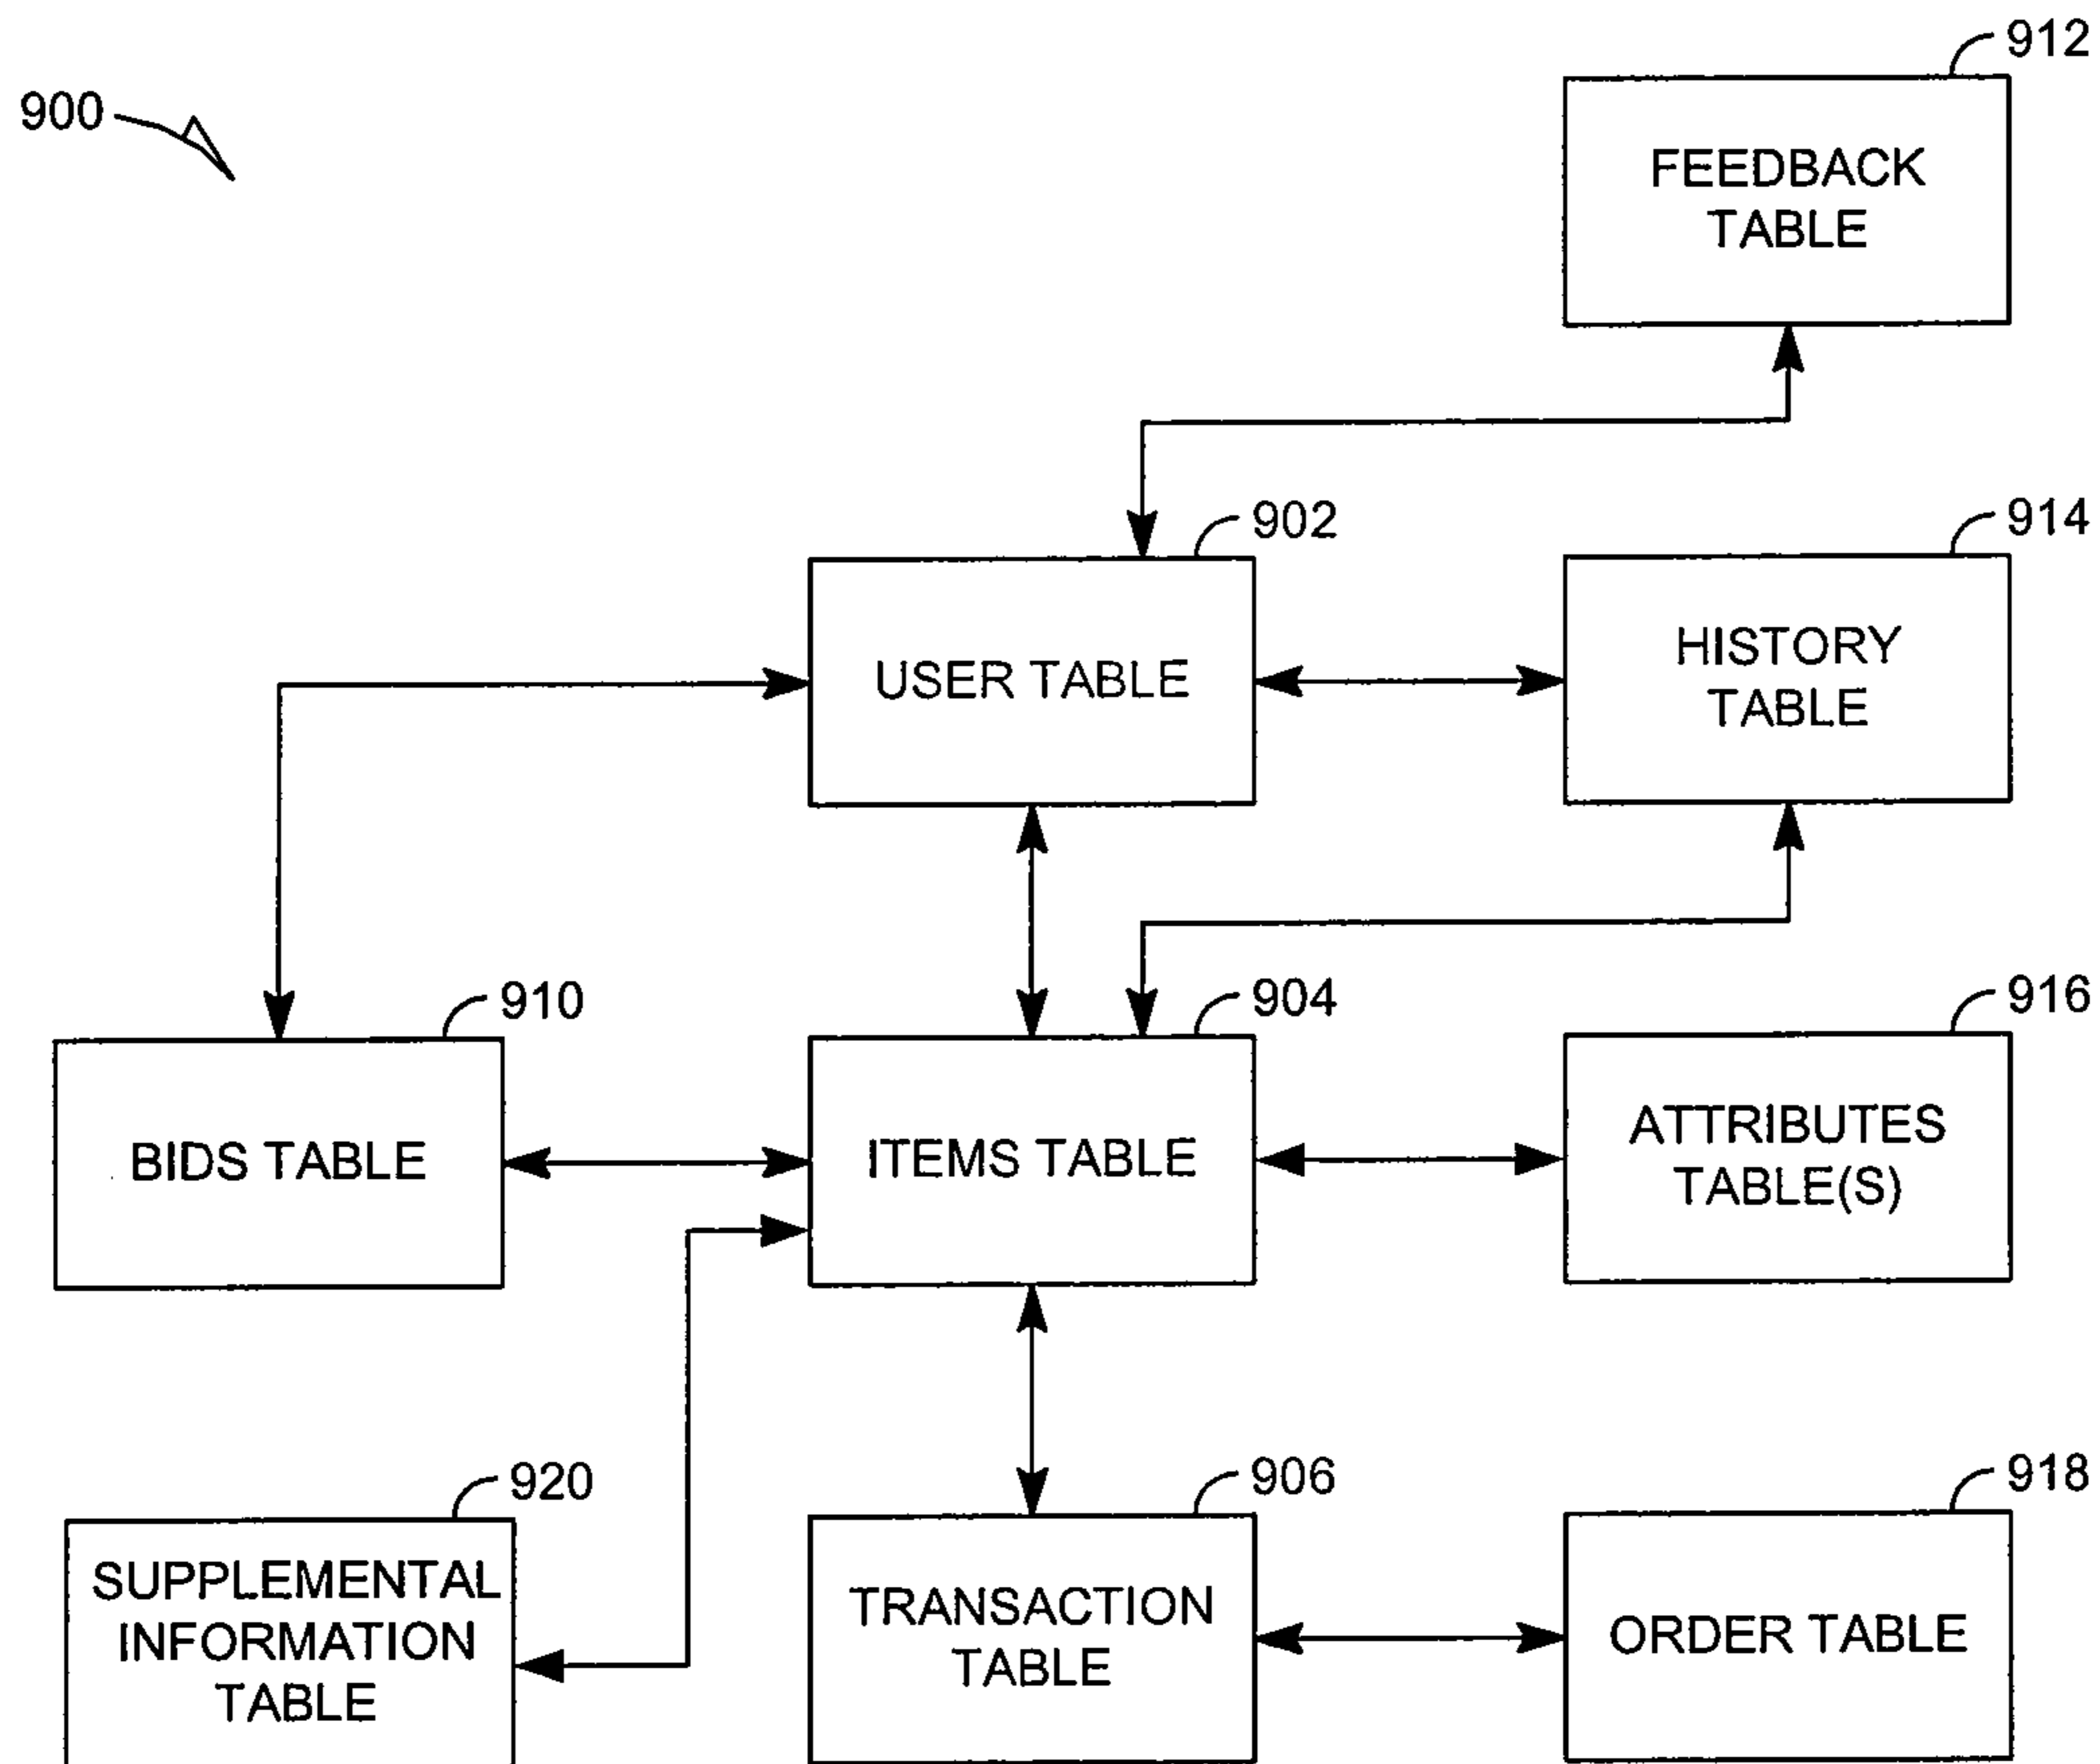 912
900
FEEDBACK
TABLE
902
914
USER TABLE
HISTORY
TABLE
910
904
916
BIDS TABLE
ITEMS TABLE
ATTRIBUTES
TABLE(S)
920
906
918
SUPPLEMENTAL
INFORMATION
TABLE
TRANSACTION
TABLE
ORDER TABLE